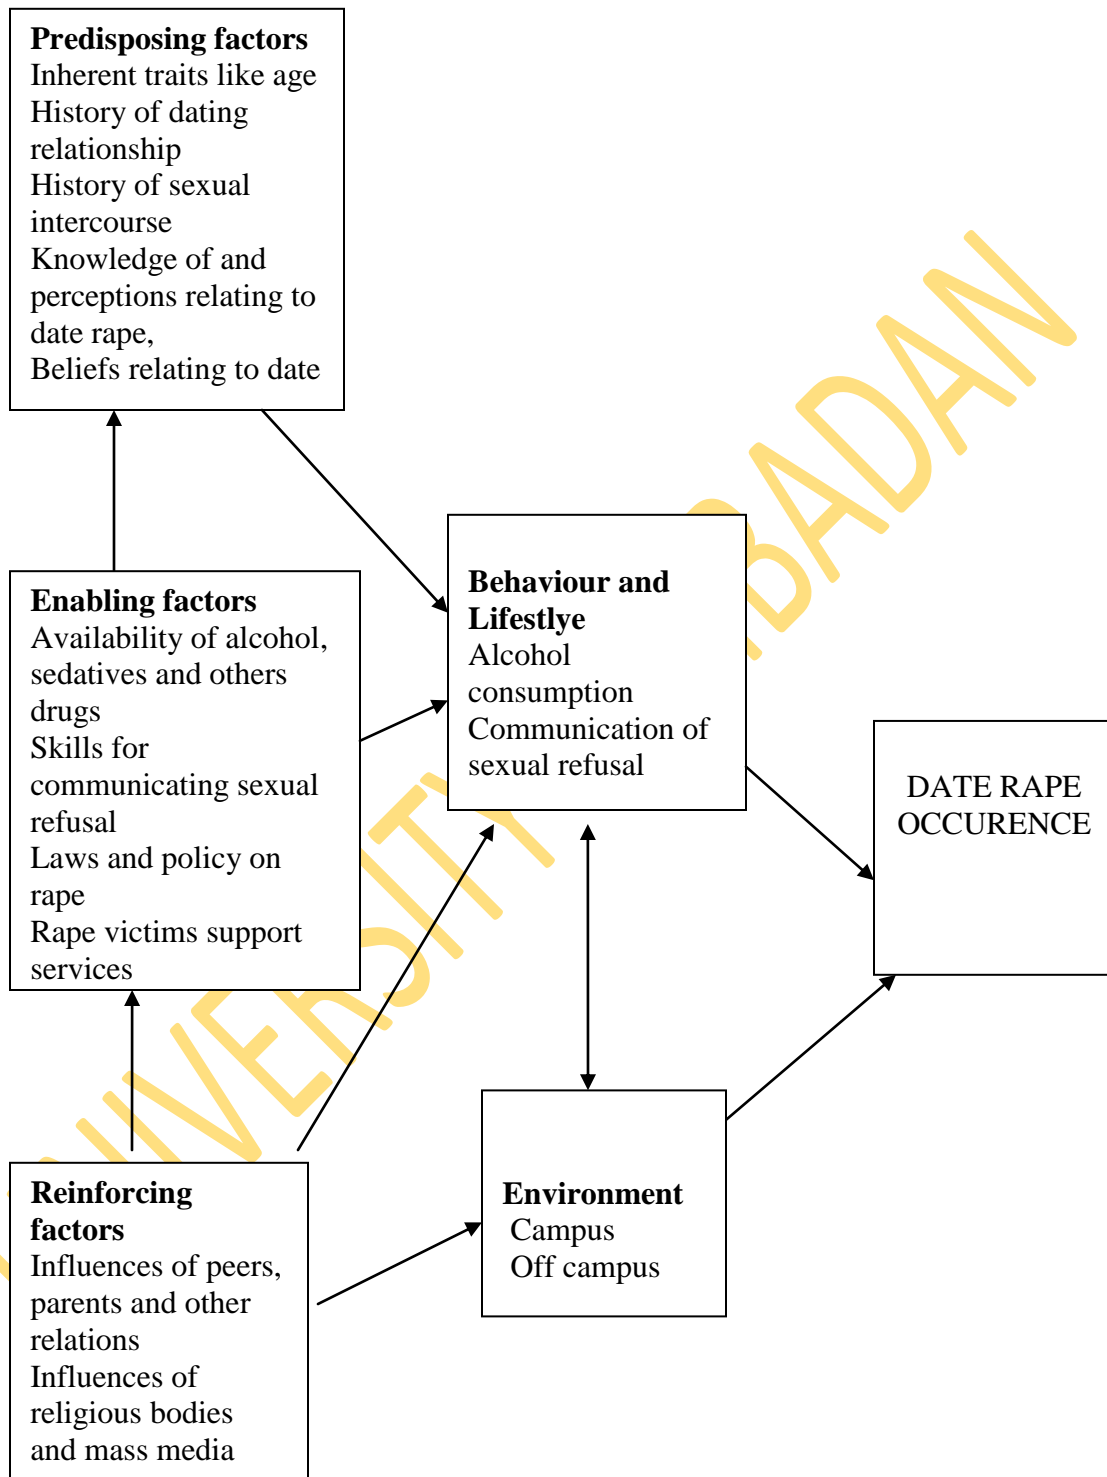 Predisposing factors
Inherent traits like age
History of dating
relationship
History of sexual
intercourse
Knowledge of and
perceptions relating to
date rape,
Beliefs relating to date
Enabling factors
Availability of alcohol,
sedatives and others
drugs
Skills for
communicating sexual
refusal
Laws and policy on
rape
Rape victims support
services
Reinforcing
factors
Influences of peers,
parents and other
relations
Influences of
religious bodies
and mass media
Behaviour and
Lifestlye
Alcohol
consumption
Communication of
sexual refusal
Environment
Campus
Off campus
DATE RAPE
OCCURENCE